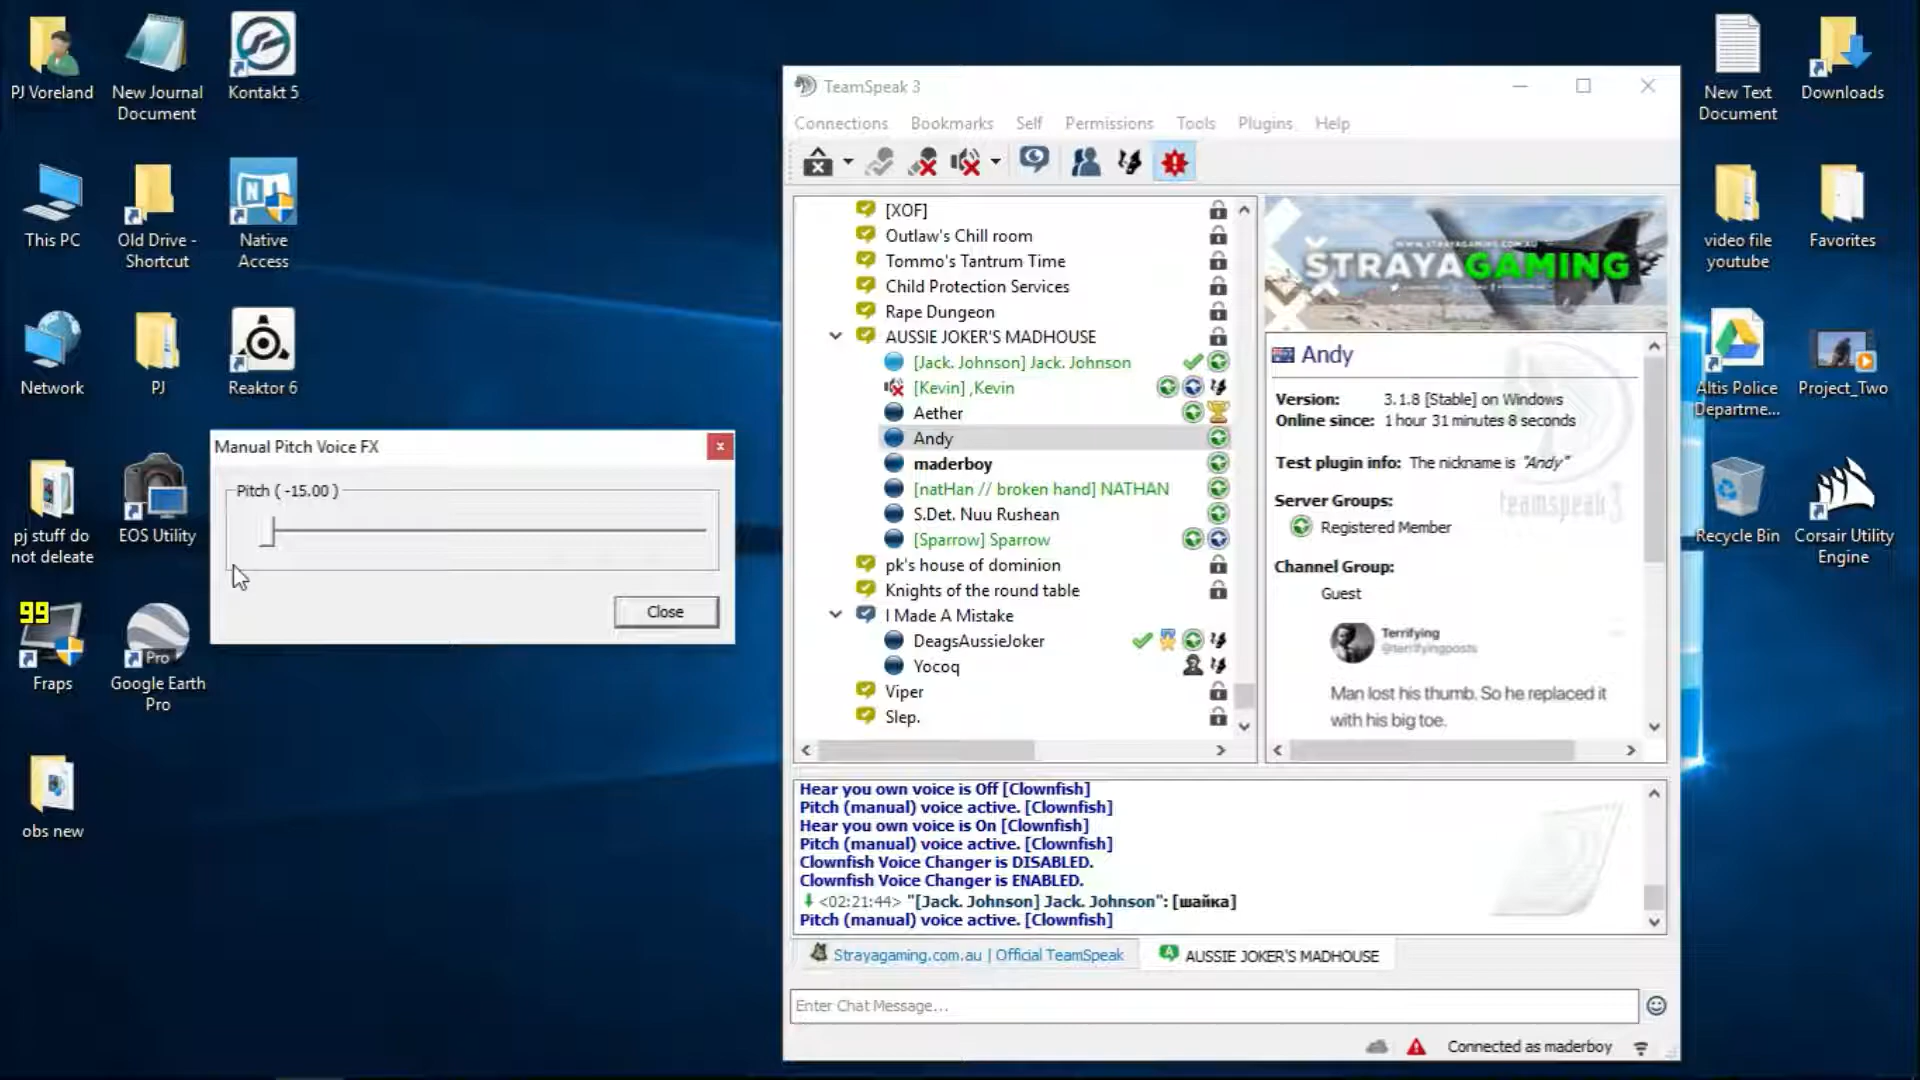 PJ Voreland
New Journal
Document
Kontakt 5
This PC
Old Drive -
Shortcut
Native
Access
Network
PJ
Reaktor 6
pj stuff do
not deleate
EOS Utility
99
Fraps
Pro
Google Earth
Pro
obs new
Manual Pitch Voice FX
Pitch ( -15.00 )
Close
TeamSpeak 3
Connections Bookmarks Self Permissions Tools Plugins Help
[XOF]
Outlaw's Chill room
Tommo's Tantrum Time
Child Protection Services
Rape Dungeon
AUSSIE JOKER'S MADHOUSE
[Jack. Johnson] Jack. Johnson
[Kevin] ,Kevin
Aether
Andy
maderboy
[natHan // broken hand] NATHAN
S.Det. Nuu Rushean
[Sparrow] Sparrow
pk's house of dominion
Knights of the round table
I Made A Mistake
DeagsAussieJoker
Yocoq
Viper
Slep.
WWW.STRAYAGAMING.COM.AU
STRAYAGAMING
Andy
Version: 3.1.8 [Stable] on Windows
Online since: 1 hour 31 minutes 8 seconds
Test plugin info: The nickname is "Andy"
teamspeak 3
Server Groups:
Registered Member
Channel Group:
Guest
Terrifying
@terrifyingposts
Man lost his thumb. So he replaced it
with his big toe.
Hear you own voice is Off [Clownfish]
Pitch (manual) voice active. [Clownfish]
Hear you own voice is On [Clownfish]
Pitch (manual) voice active. [Clownfish]
Clownfish Voice Changer is DISABLED.
Clownfish Voice Changer is ENABLED.
<02:21:44> "[Jack. Johnson] Jack. Johnson": [шайка]
Pitch (manual) voice active. [Clownfish]
Strayagaming.com.au | Official TeamSpeak
AUSSIE JOKER'S MADHOUSE
Enter Chat Message...
Connected as maderboy
New Text
Document
Downloads
video file
youtube
Favorites
Altis Police
Departme...
Project_Two
Recycle Bin
Corsair Utility
Engine